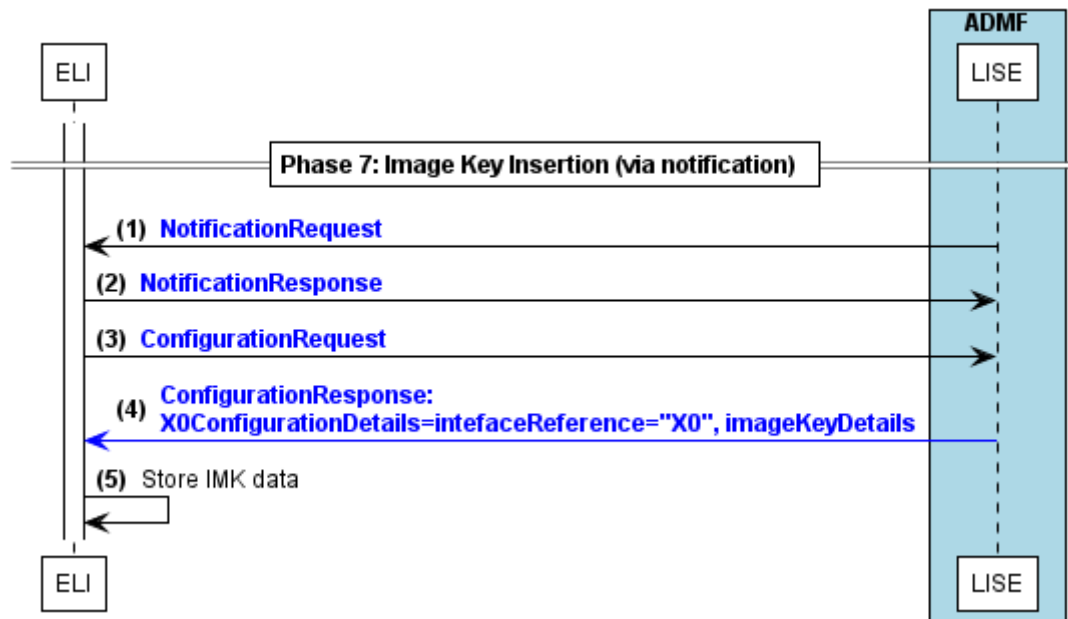 ADMF
ELI
LISE
Phase 7: Image Key Insertion (via notification)
(1) NotificationRequest
(2) NotificationResponse
(3) ConfigurationRequest
(4) ConfigurationResponse:
X0ConfigurationDetails=intefaceReference="X0", imageKeyDetails
(5) Store IMK data
ELI
LISE